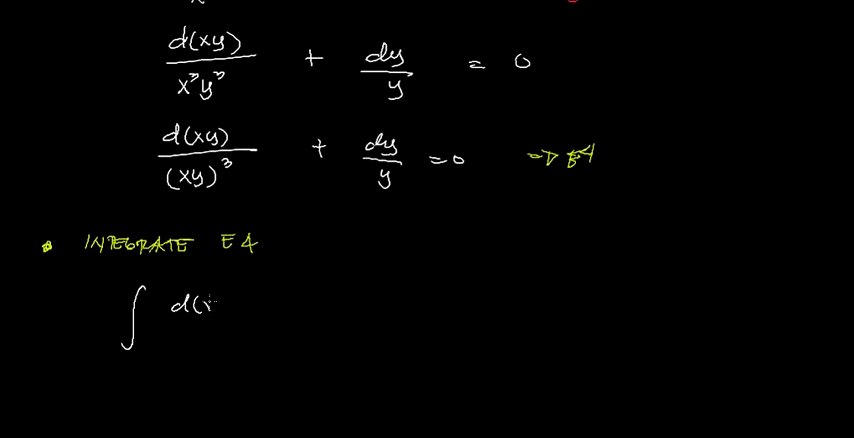 d(xy)/x³y³ + dy/y = 0
d(xy)/(xy)³ + dy/y = 0 => E4
• INTEGRATE E4
∫ d(x